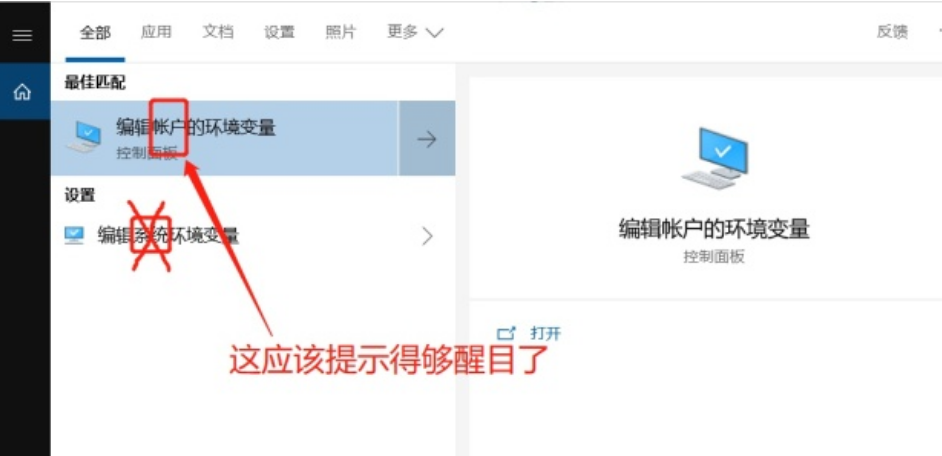 全部 应用 文档 设置 照片 更多 反馈
最佳匹配
编辑帐户的环境变量
控制面板
设置
编辑系统环境变量
编辑帐户的环境变量
控制面板
打开
这应该提示得够醒目了